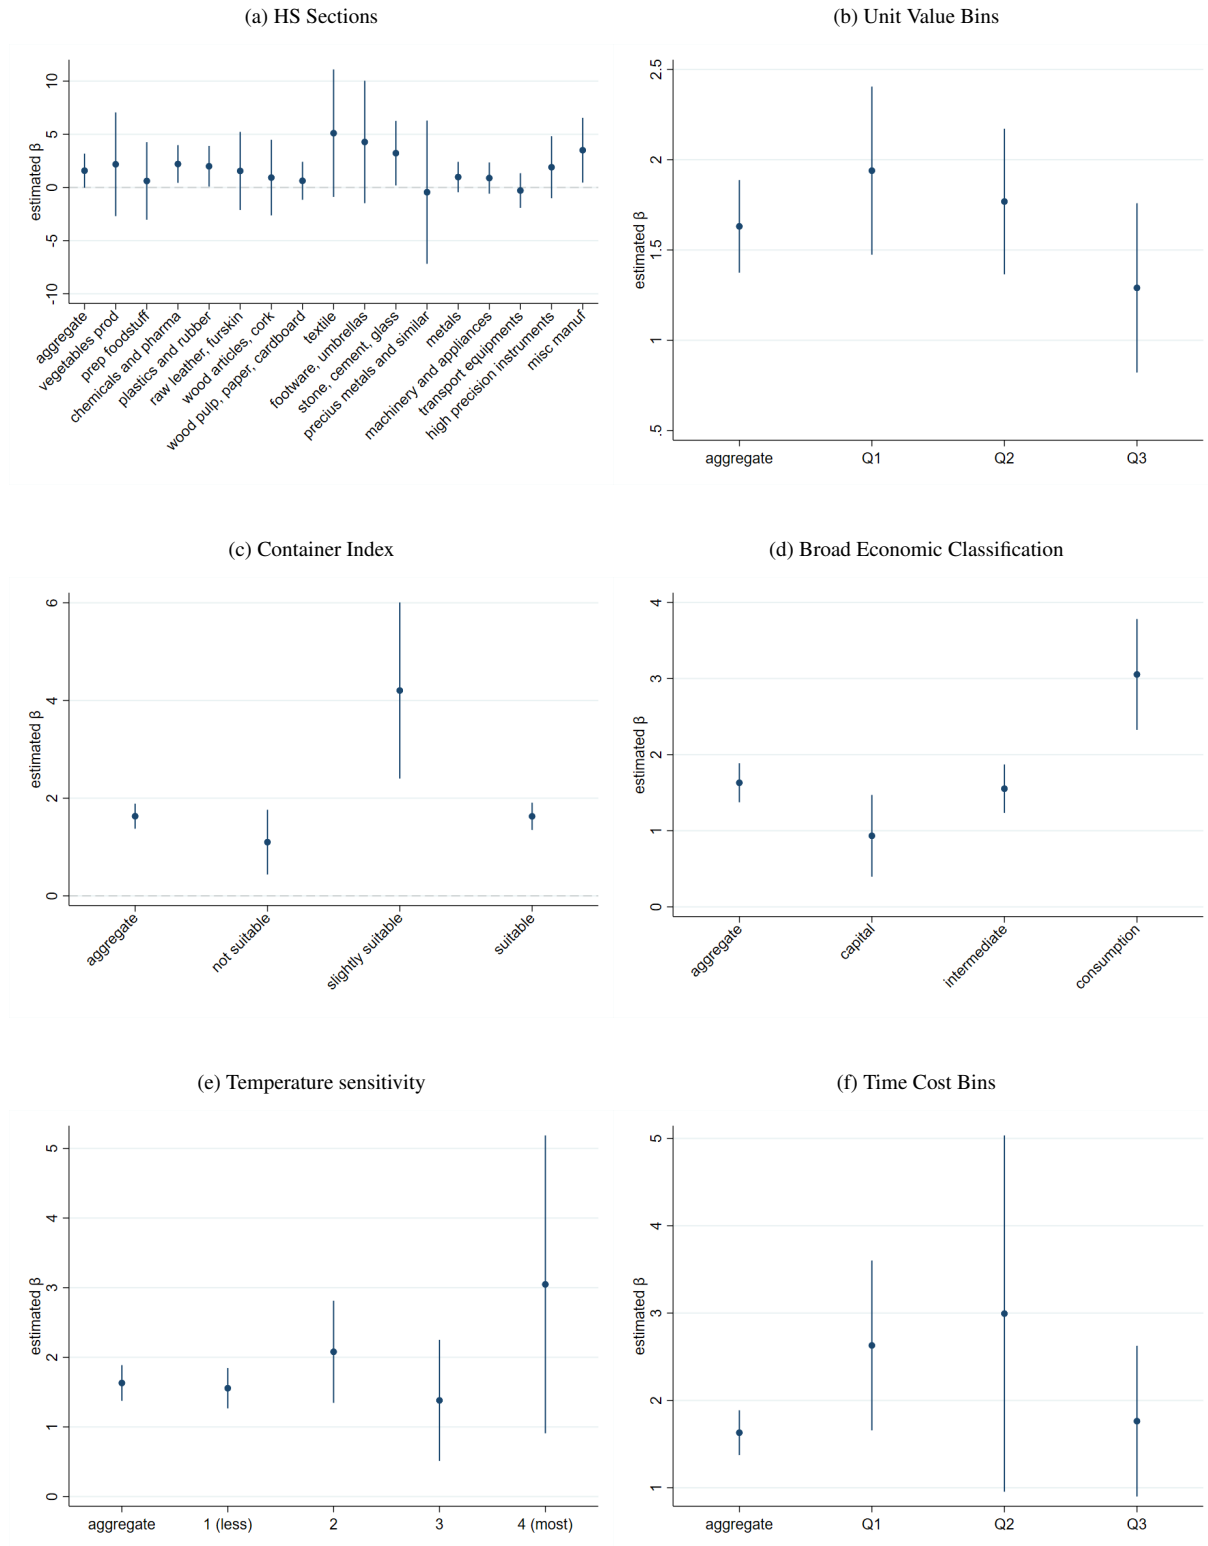 (a) HS Sections
estimated β
10
5
0
-5
-10
aggregate
vegetables prod
prep foodstuff
chemicals and pharma
plastics and rubber
raw leather, furskin
wood articles, cork
wood pulp, paper, cardboard
textile
footware, umbrellas
stone, cement, glass
precius metals and similar
metals
machinery and appliances
transport equipments
high precision instruments
misc manuf
(b) Unit Value Bins
estimated β
2.5
2
1.5
1
.5
aggregate
Q1
Q2
Q3
(c) Container Index
estimated β
6
4
2
0
aggregate
not suitable
slightly suitable
suitable
(d) Broad Economic Classification
estimated β
4
3
2
1
0
aggregate
capital
intermediate
consumption
(e) Temperature sensitivity
estimated β
5
4
3
2
1
0
aggregate
1 (less)
2
3
4 (most)
(f) Time Cost Bins
estimated β
5
4
3
2
1
aggregate
Q1
Q2
Q3